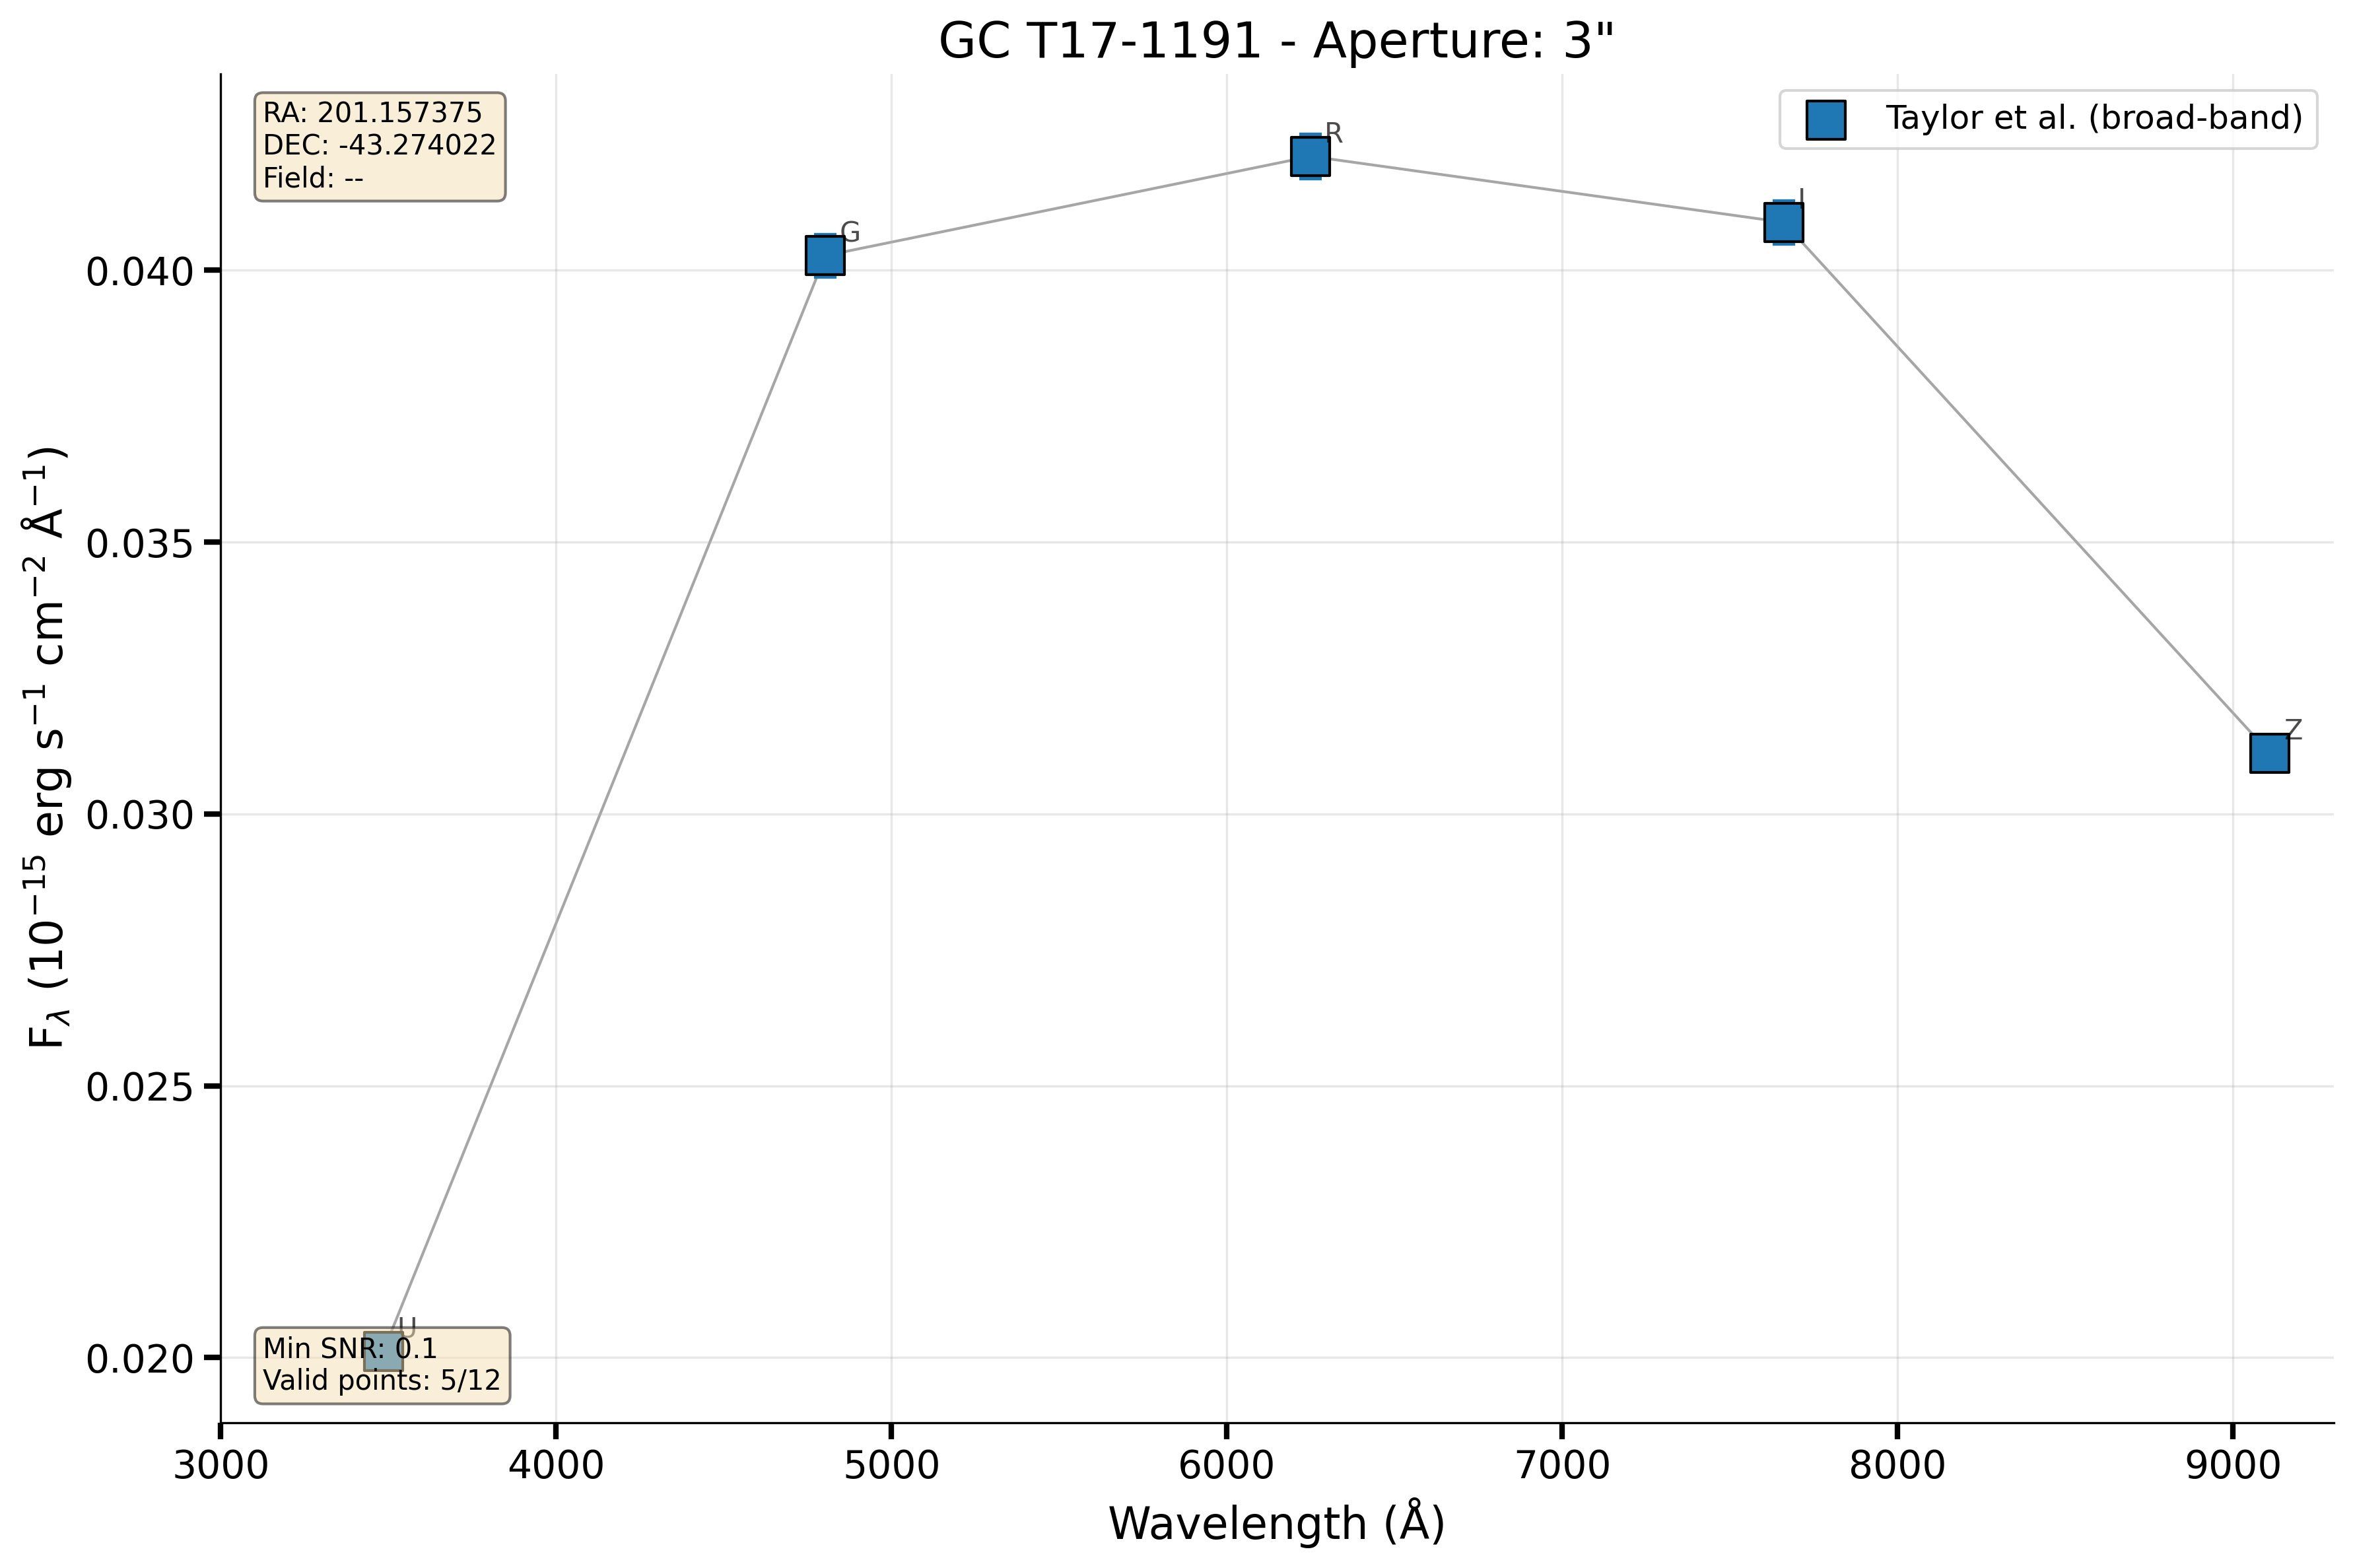 GC T17-1191 - Aperture: 3"
RA: 201.157375
DEC: -43.274022
Field: --
Taylor et al. (broad-band)
R
I
G
Z
U
0.040
0.035
0.030
0.025
0.020
F_λ (10⁻¹⁵ erg s⁻¹ cm⁻² Å⁻¹)
Min SNR: 0.1
Valid points: 5/12
3000 4000 5000 6000 7000 8000 9000
Wavelength (Å)